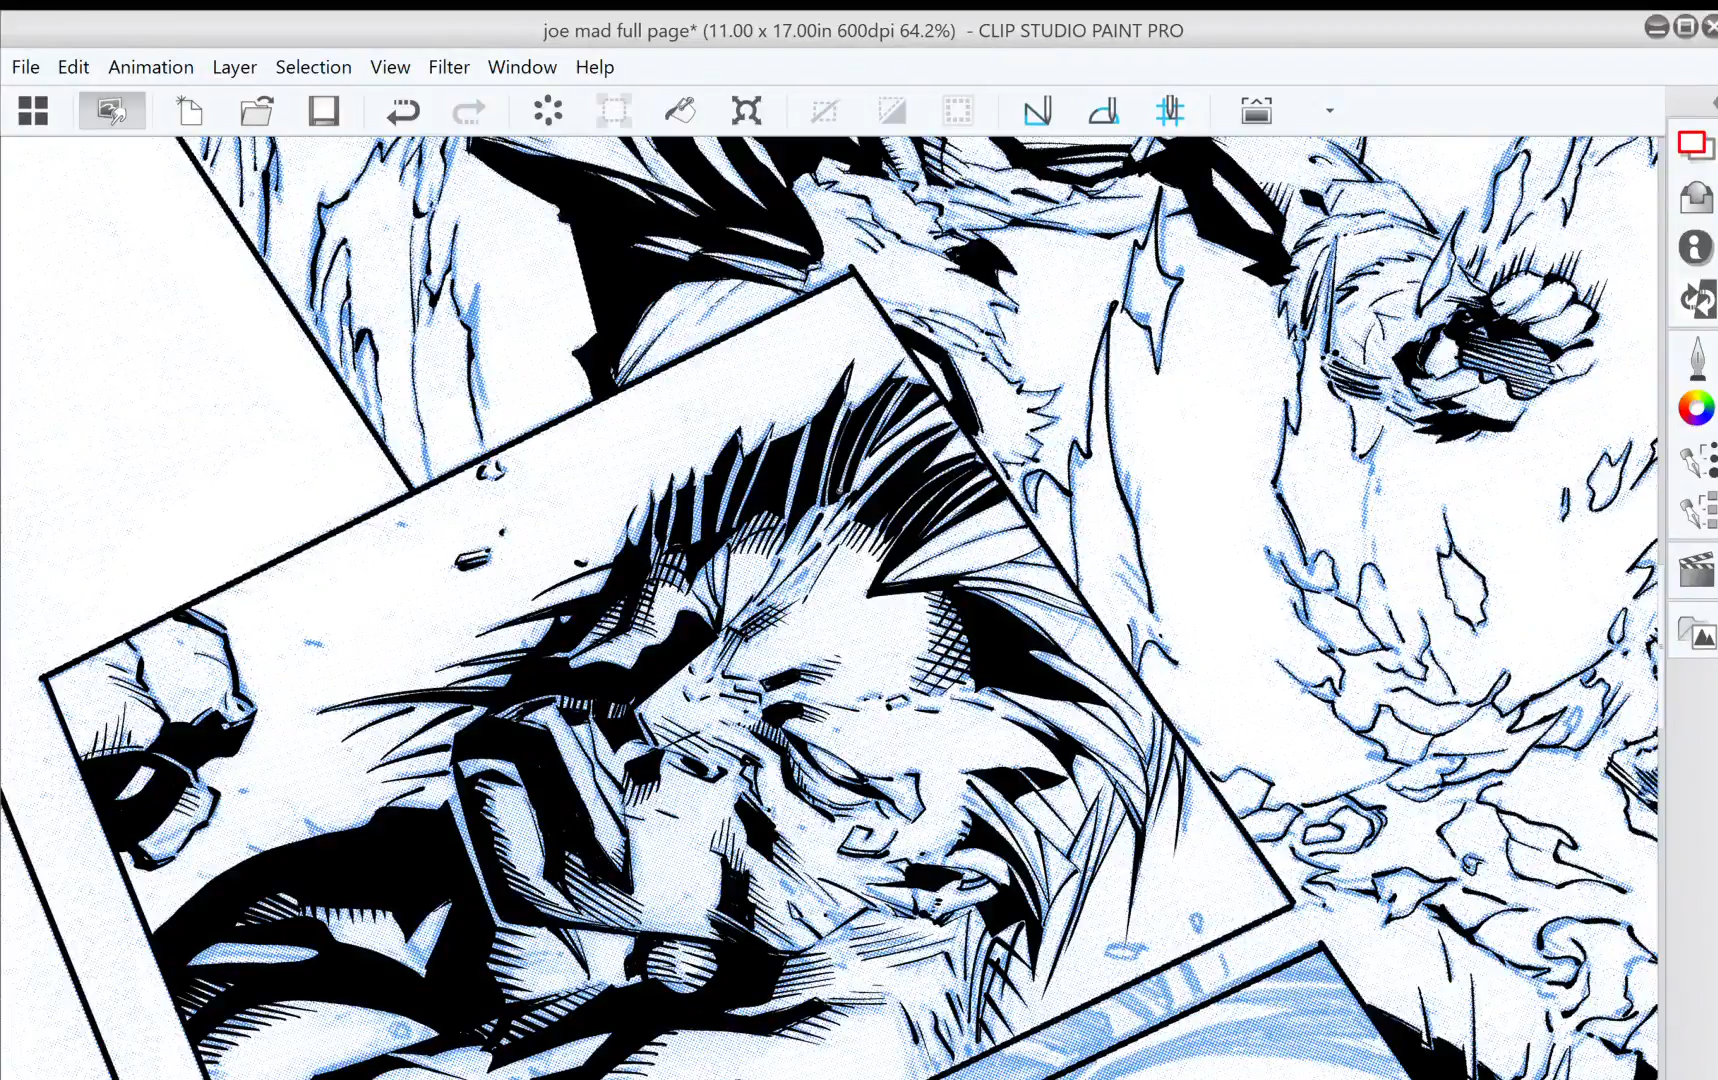 joe mad full page* (11.00 x 17.00in 600dpi 64.2%)  - CLIP STUDIO PAINT PRO
File Edit Animation Layer Selection View Filter Window Help